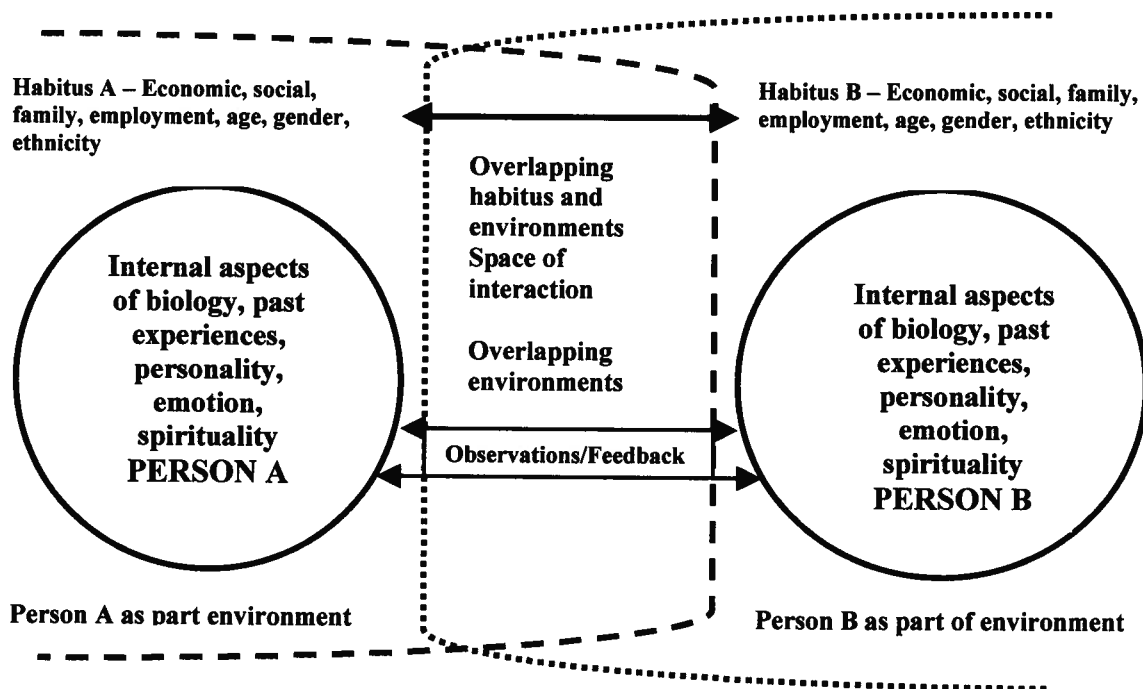 Habitus A – Economic, social,
family, employment, age, gender,
ethnicity
Habitus B – Economic, social, family,
employment, age, gender, ethnicity
Overlapping
habitus and
environments
Space of
interaction
Overlapping
environments
Observations/Feedback
Internal aspects
of biology, past
experiences,
personality,
emotion,
spirituality
PERSON A
Internal aspects
of biology, past
experiences,
personality,
emotion,
spirituality
PERSON B
Person A as part environment
Person B as part of environment